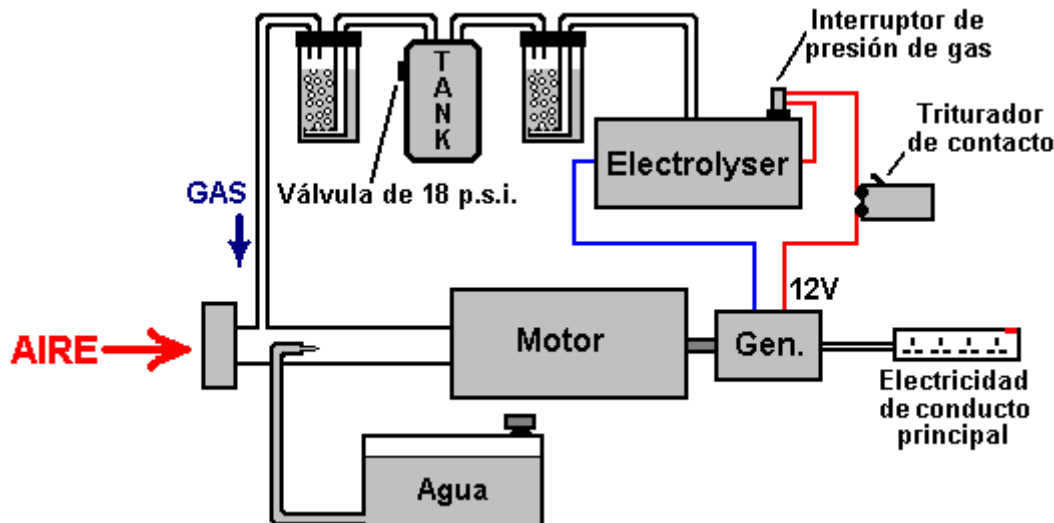 Interruptor de
presión de gas
TANK
Triturador
de contacto
Electrolyser
GAS
Válvula de 18 p.s.i.
12V
AIRE
Motor
Gen.
Electricidad
de conducto
principal
Agua